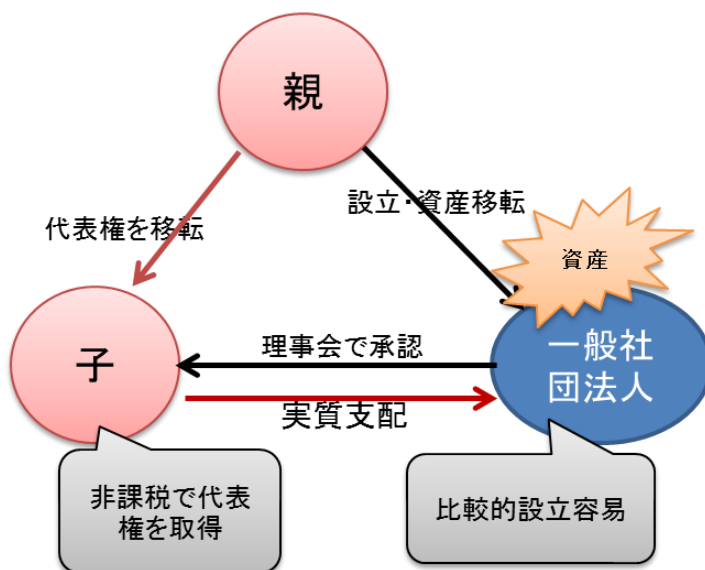 親
設立・資産移転
代表権を移転
資産
子
理事会で承認
一般社
団法人
実質支配
非課税で代表
権を取得
比較的設立容易